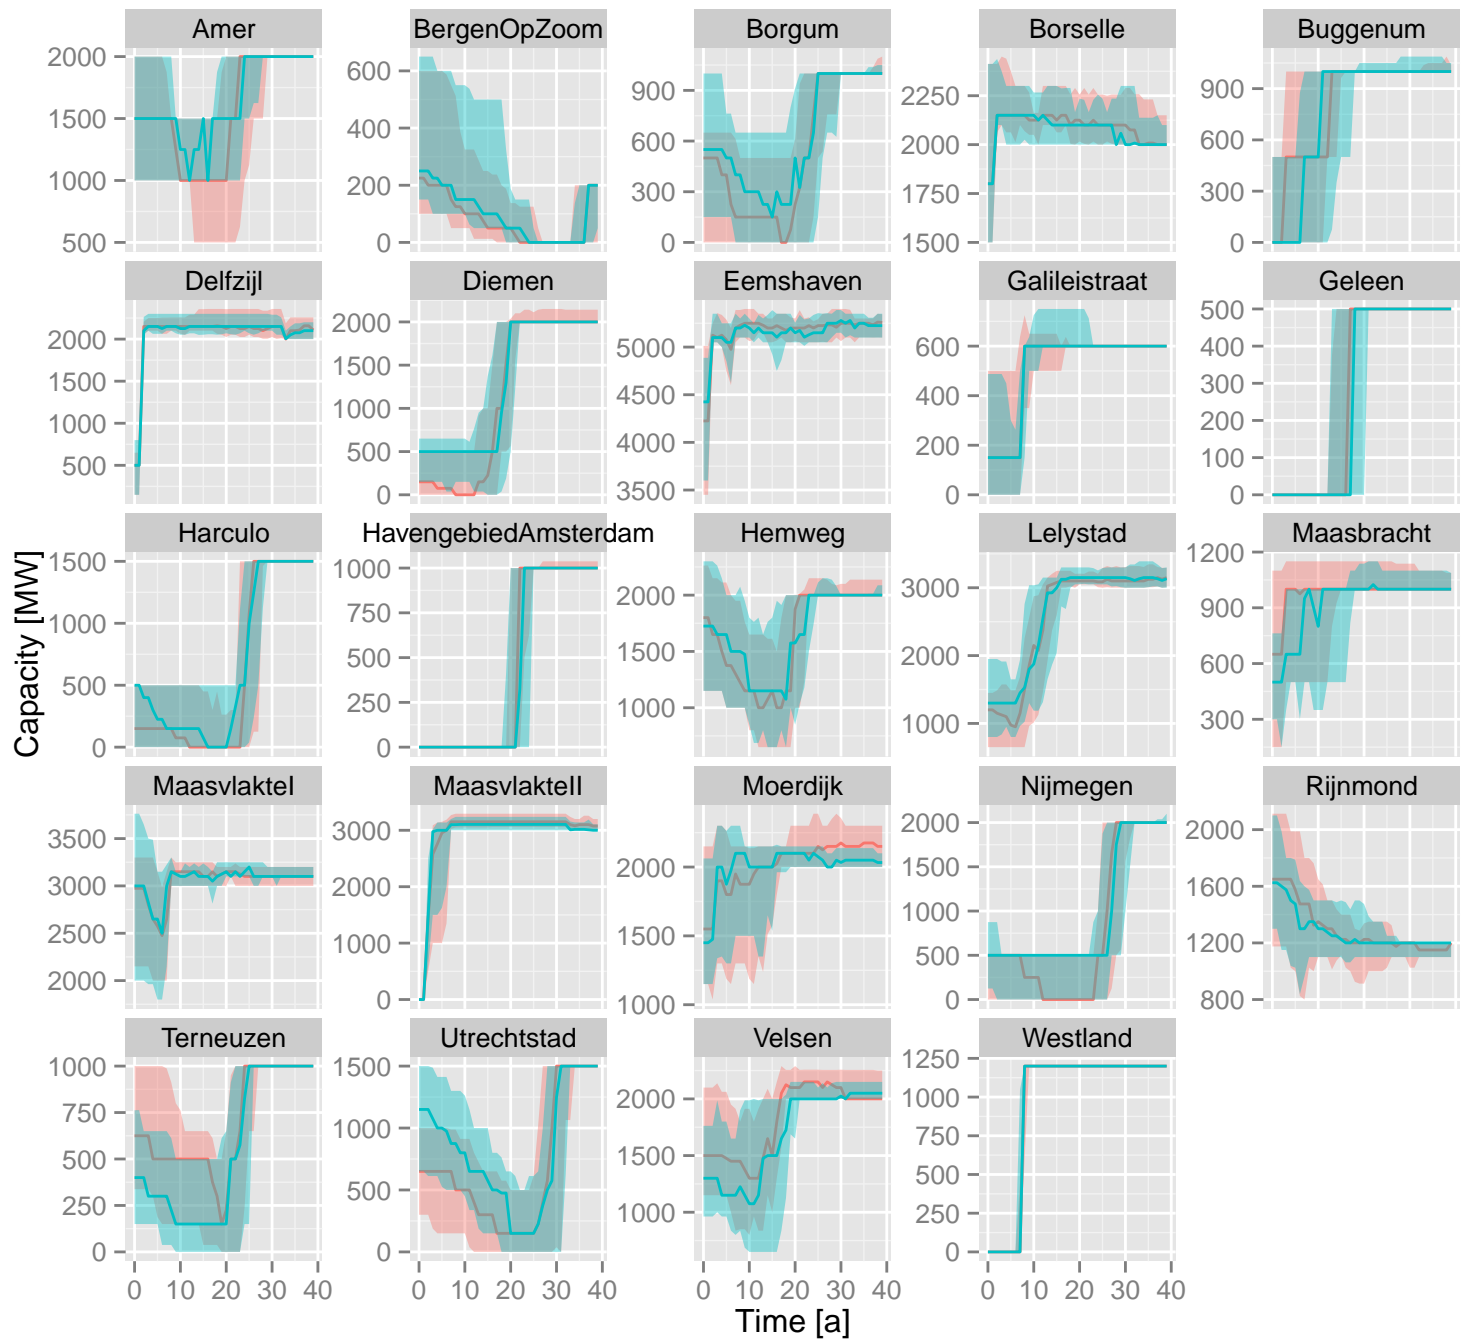 Amer BergenOpZoom Borgum Borselle Buggenum
2000 1500 1000 500
600 400 200 0
900 600 300 0
2250 2000 1750 1500
900 600 300 0
Delfzijl Diemen Eemshaven Galileistraat Geleen
2000 1500 1000 500
2000 1500 1000 500 0
5000 4500 4000 3500
600 400 200 0
500 400 300 200 100 0
Harculo HavengebiedAmsterdam Hemweg Lelystad Maasbracht
1500 1000 500 0
1000 750 500 250 0
2000 1500 1000
3000 2000 1000
1200 900 600 300
MaasvlakteI MaasvlakteII Moerdijk Nijmegen Rijnmond
3500 3000 2500 2000
3000 2000 1000 0
2000 1500 1000
2000 1500 1000 500 0
2000 1600 1200 800
Terneuzen Utrechtstad Velsen Westland
1000 750 500 250 0
1500 1000 500 0
2000 1500 1000
1250 1000 750 500 250 0
0 10 20 30 40 0 10 20 30 40 0 10 20 30 40 0 10 20 30 40
Capacity [MW]
Time [a]